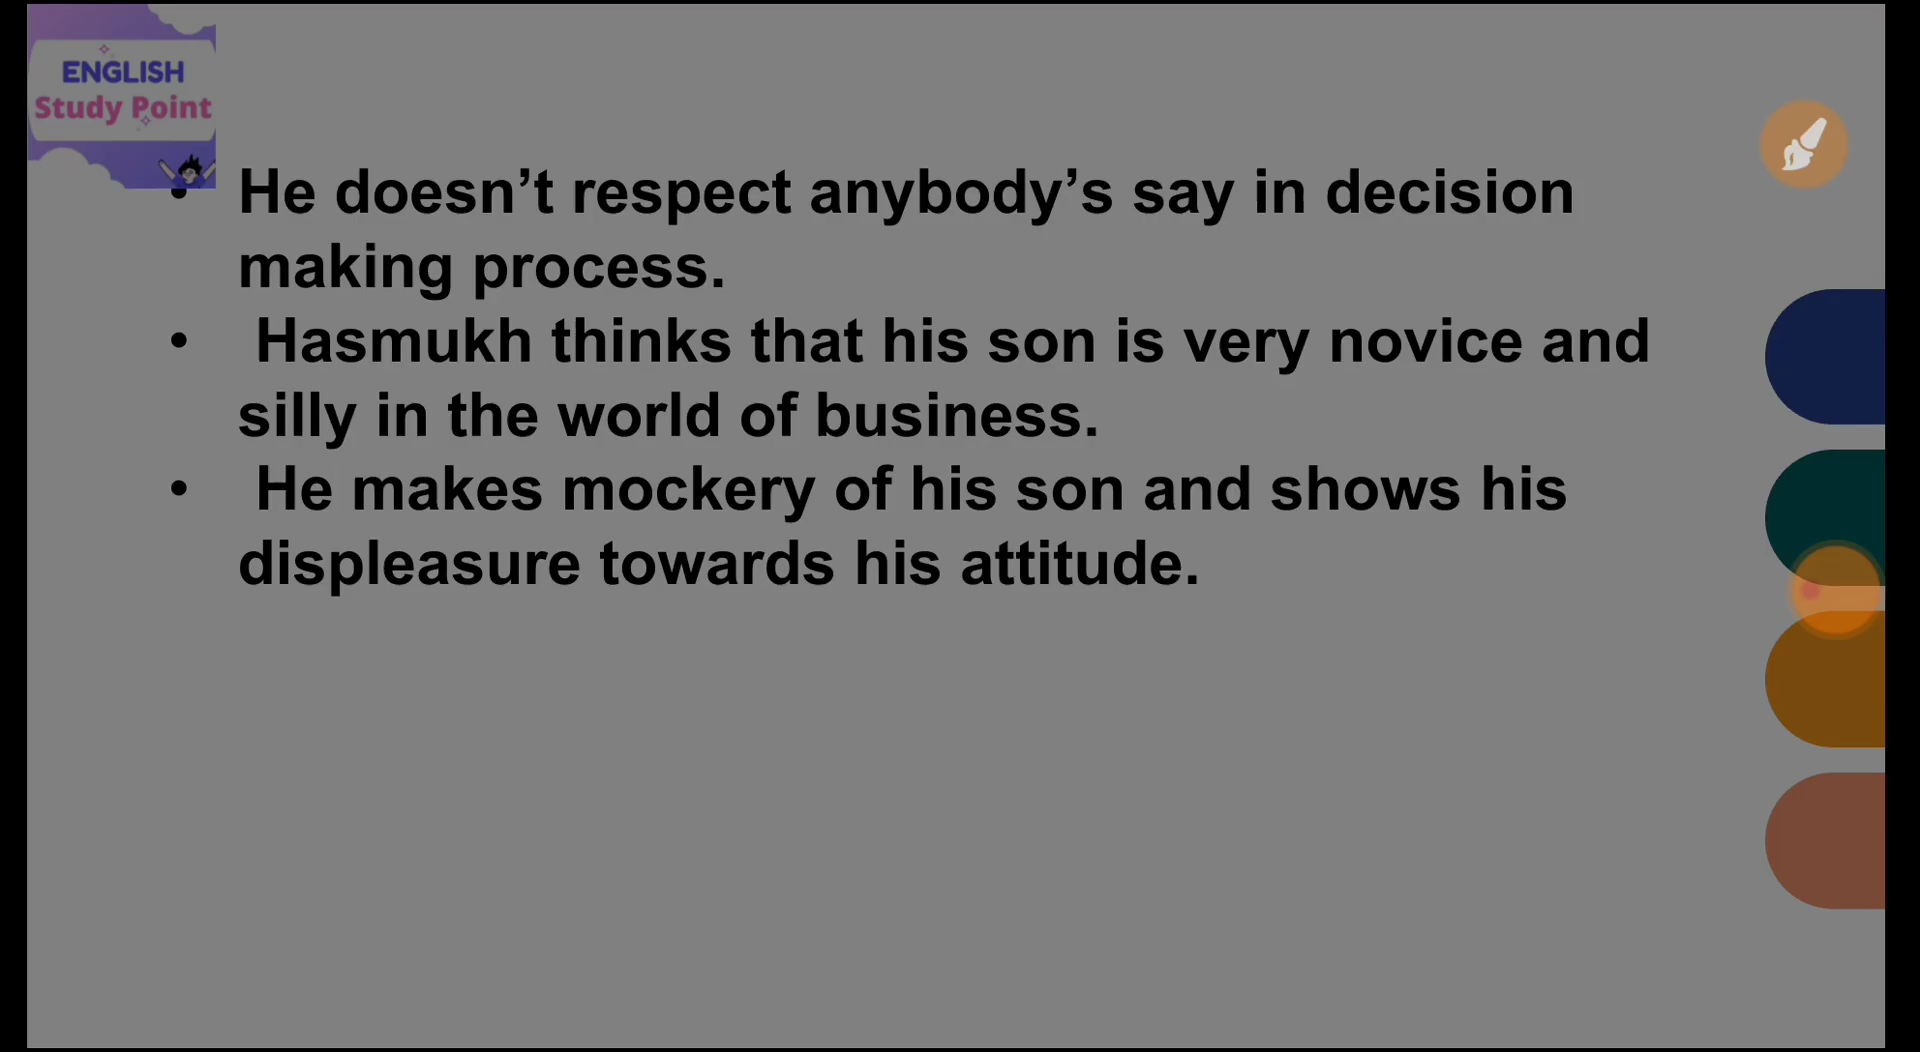 ENGLISH
Study Point
• He doesn’t respect anybody’s say in decision
making process.
• Hasmukh thinks that his son is very novice and
silly in the world of business.
• He makes mockery of his son and shows his
displeasure towards his attitude.